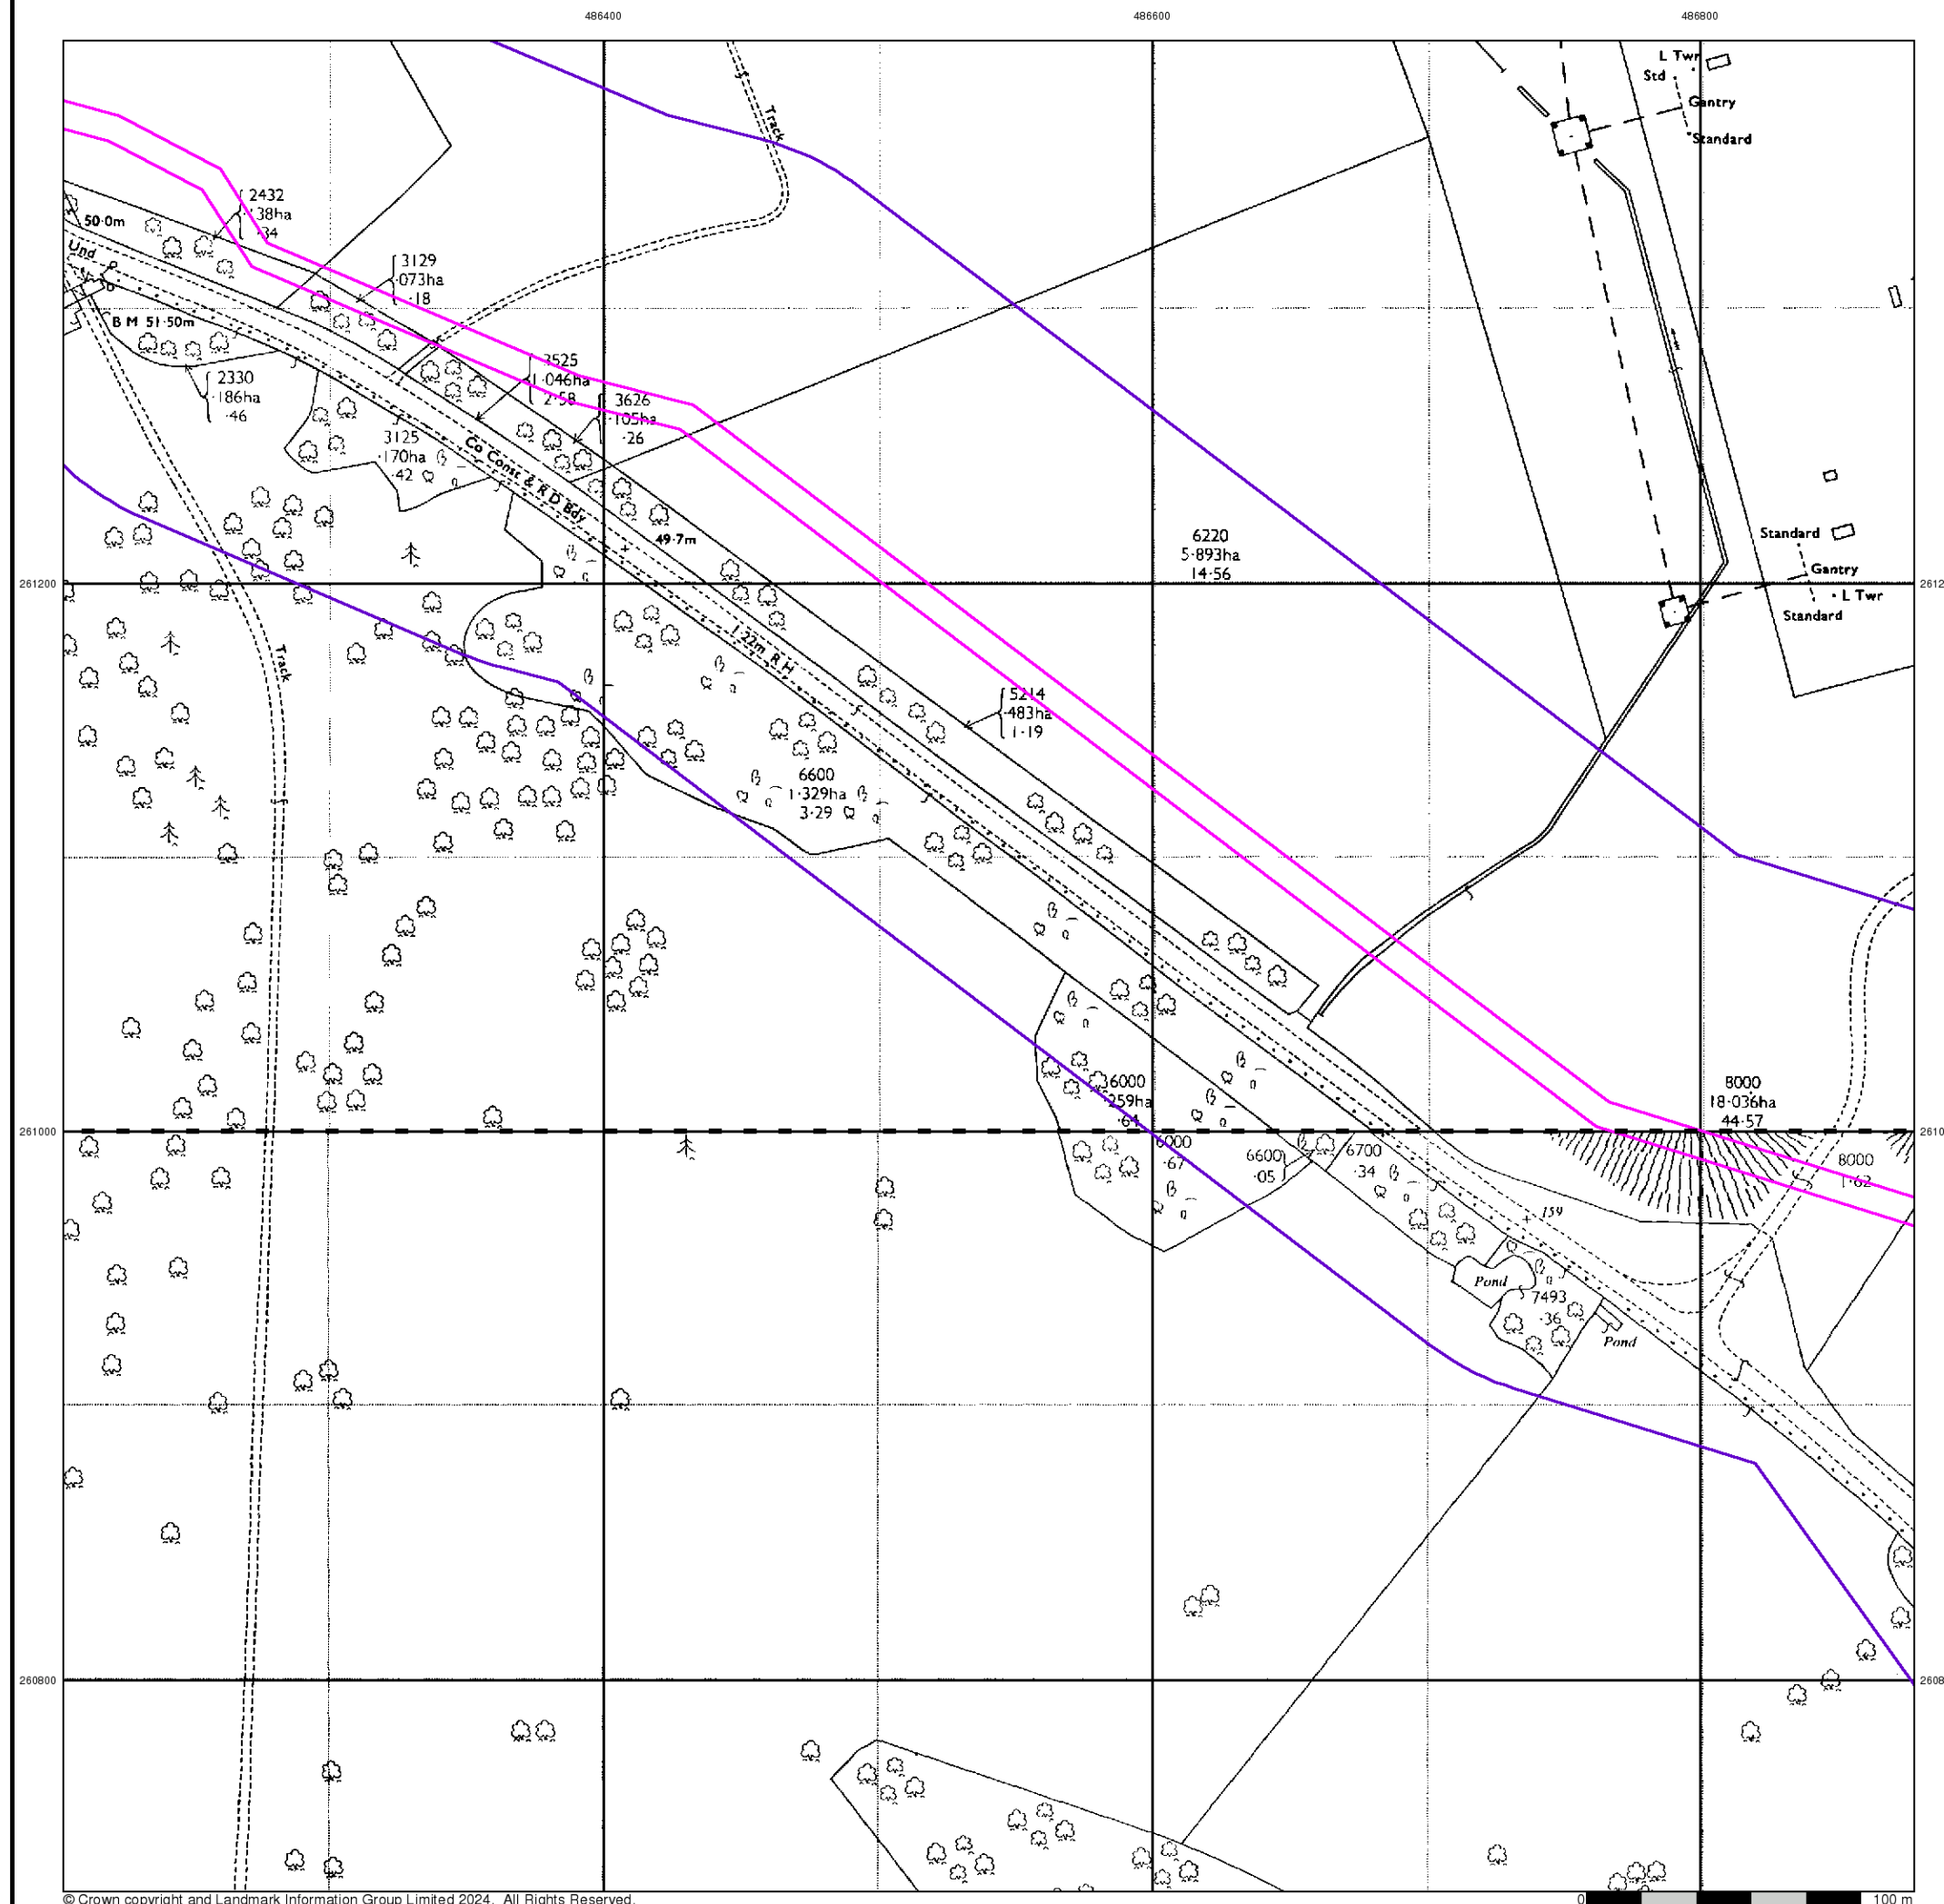 486400
486600
486800
L Twr
Std
Gantry
Standard
Track
2432
·138ha
·34
50·0m
Und
3129
·073ha
·18
B M 51·50m
2330
·186ha
·46
3525
1·046ha
2·58
3626
·105ha
·26
3125
·170ha
·42
Co Const & R D Bdy
49·7m
6220
5·893ha
14·56
Standard
Gantry
L Twr
Standard
261200
2612
1·22m R H
Track
5214
·483ha
1·19
6600
1·329ha
3·29
6000
·259ha
·64
8000
18·036ha
44·57
261000
2610
6000
·67
6600
·05
6700
·34
8000
1·62
159
Pond
7493
·36
Pond
260800
2608
© Crown copyright and Landmark Information Group Limited 2024. All Rights Reserved.
0
100 m